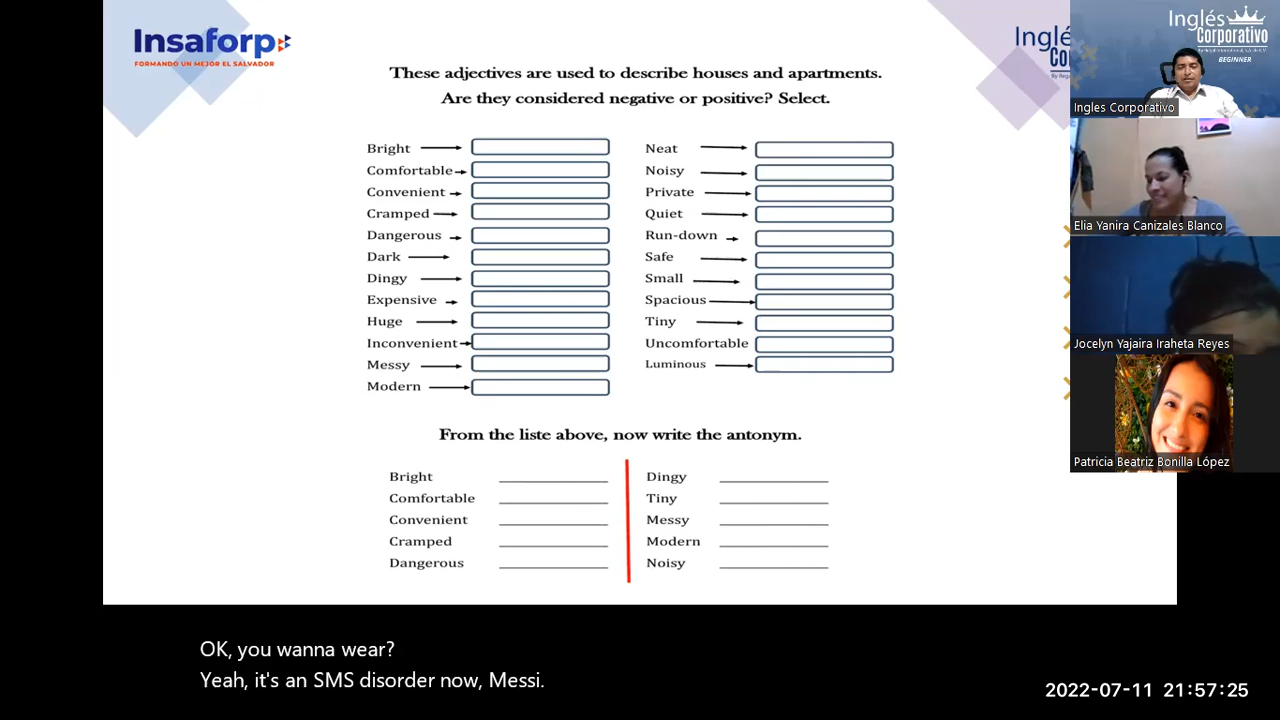 Insaforp
FORMANDO UN MEJOR EL SALVADOR
These adjectives are used to describe houses and apartments.
Are they considered negative or positive? Select.
Bright
Comfortable
Convenient
Cramped
Dangerous
Dark
Dingy
Expensive
Huge
Inconvenient
Messy
Modern
Neat
Noisy
Private
Quiet
Run-down
Safe
Small
Spacious
Tiny
Uncomfortable
Luminous
From the liste above, now write the antonym.
Bright
Comfortable
Convenient
Cramped
Dangerous
Dingy
Tiny
Messy
Modern
Noisy
Inglés
Corporativo
BEGINNER
Ingles Corporativo
Elia Yanira Canizales Blanco
Jocelyn Yajaira Iraheta Reyes
Patricia Beatriz Bonilla López
OK, you wanna wear?
Yeah, it's an SMS disorder now, Messi.
2022-07-11 21:57:25